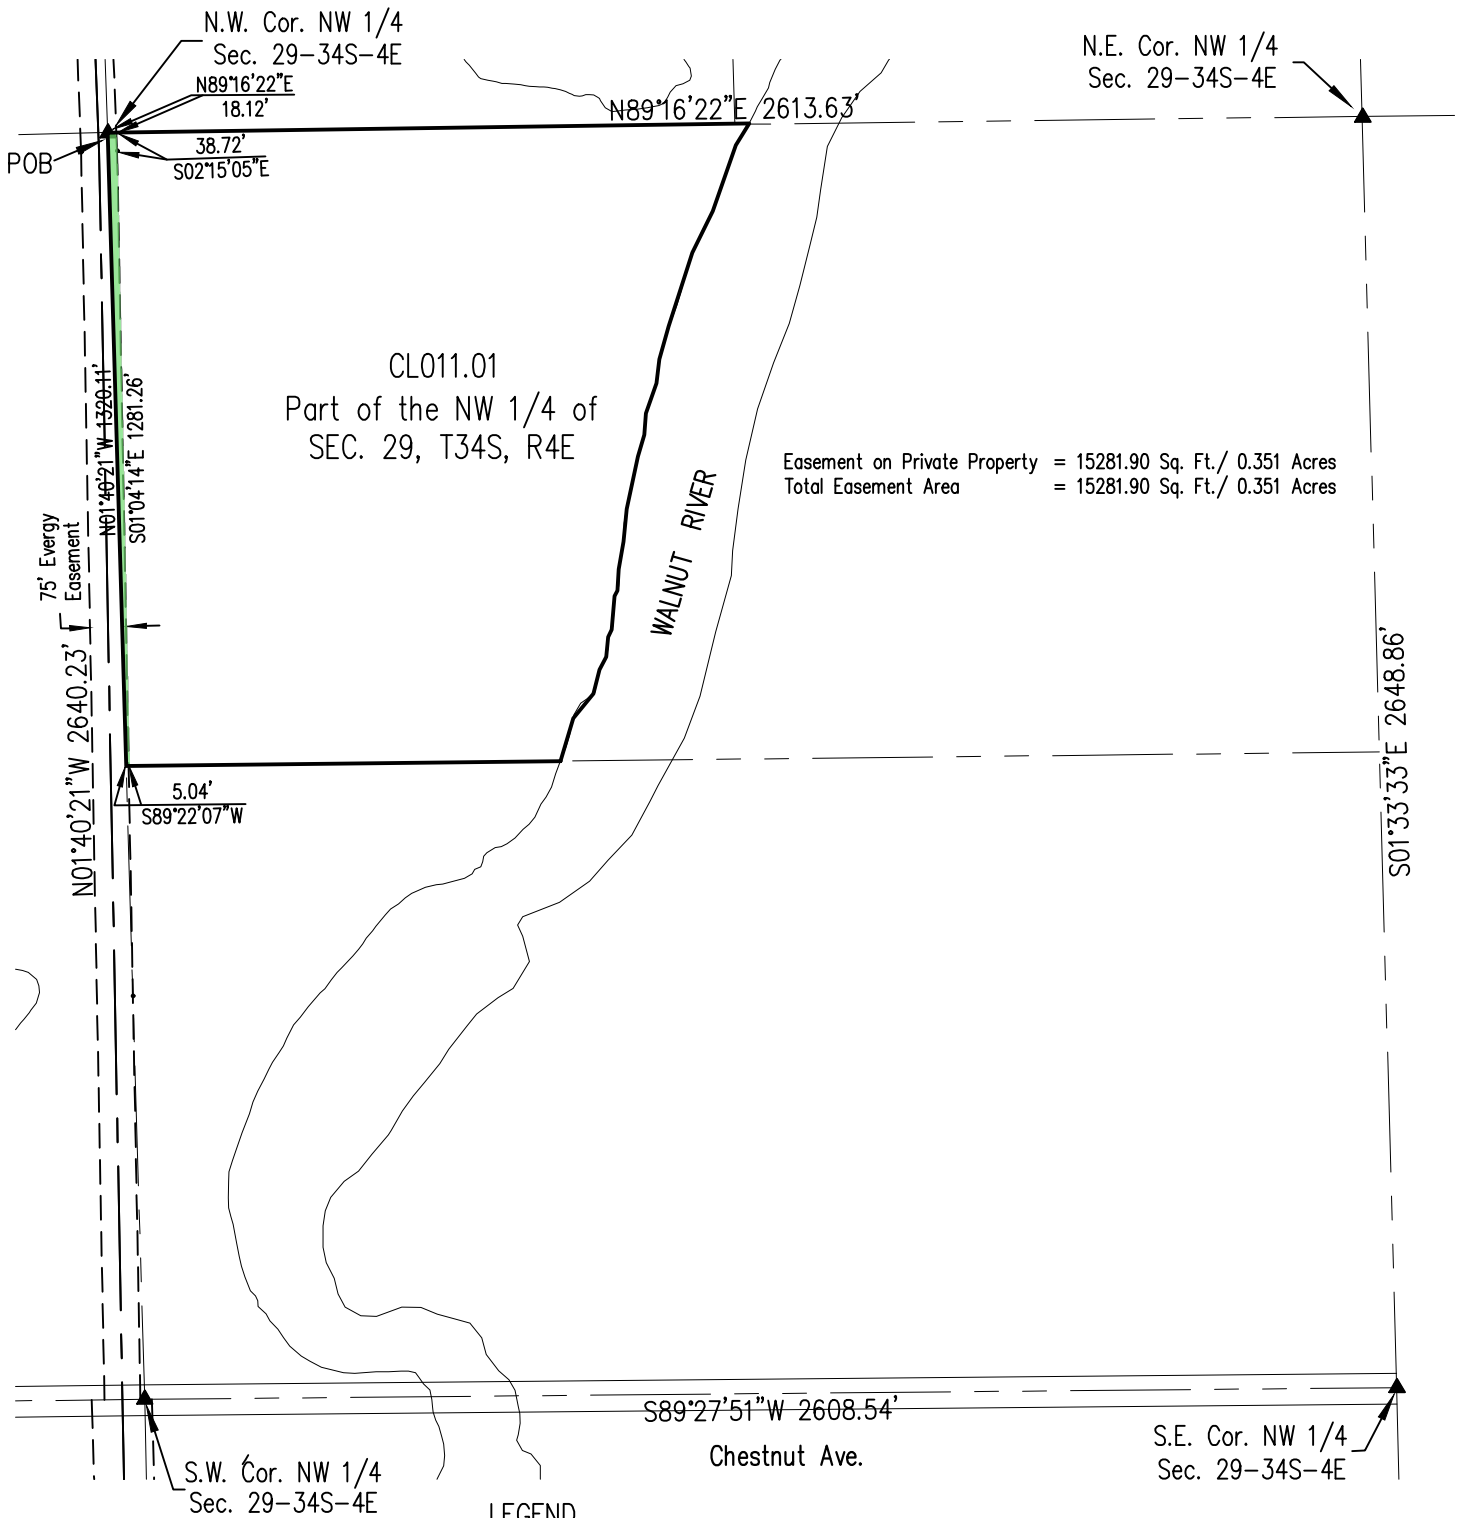 N.W. Cor. NW 1/4
Sec. 29-34S-4E
N.E. Cor. NW 1/4
Sec. 29-34S-4E
N89°16'22"E
18.12'
N89°16'22"E 2613.63'
POB
38.72'
S02°15'05"E
CL011.01
Part of the NW 1/4 of
SEC. 29, T34S, R4E
N01°40'21"W 1320.11'
S01°04'14"E 1281.26'
Easement on Private Property = 15281.90 Sq. Ft./ 0.351 Acres
Total Easement Area = 15281.90 Sq. Ft./ 0.351 Acres
WALNUT RIVER
75' Evergy
Easement
N01°40'21"W 2640.23'
S01°33'33"E 2648.86'
5.04'
S89°22'07"W
S89°27'51"W 2608.54'
Chestnut Ave.
S.E. Cor. NW 1/4
Sec. 29-34S-4E
S.W. Cor. NW 1/4
Sec. 29-34S-4E
LEGEND